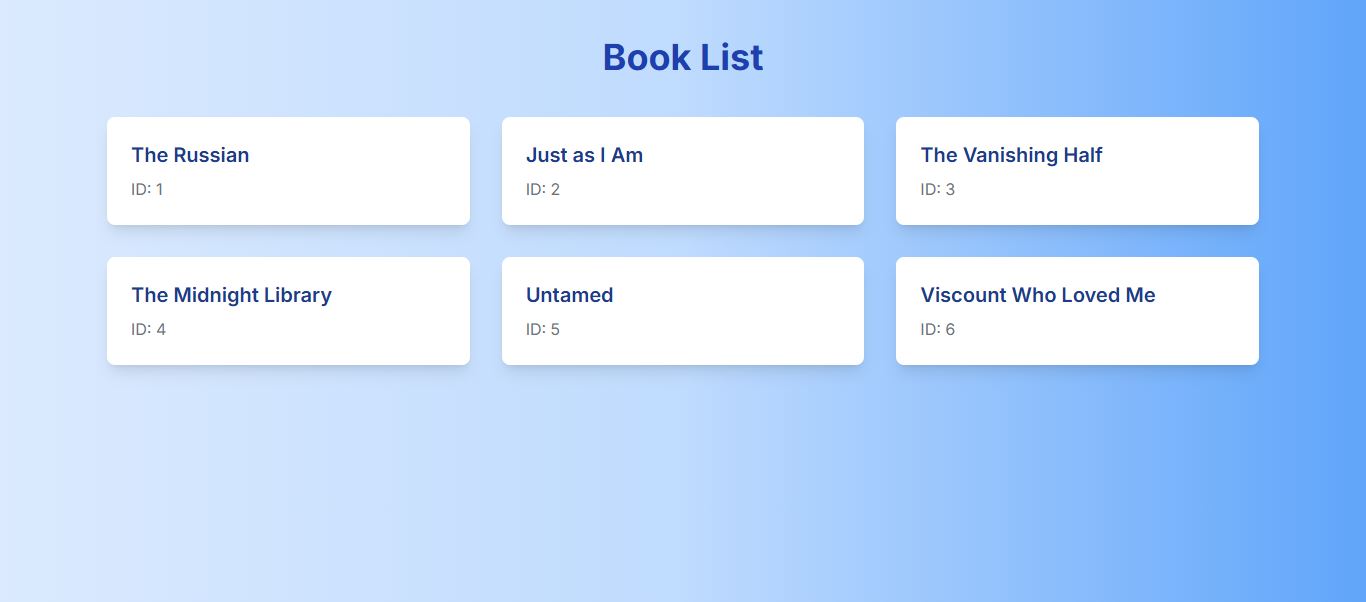 Book List
The Russian
ID: 1
Just as I Am
ID: 2
The Vanishing Half
ID: 3
The Midnight Library
ID: 4
Untamed
ID: 5
Viscount Who Loved Me
ID: 6